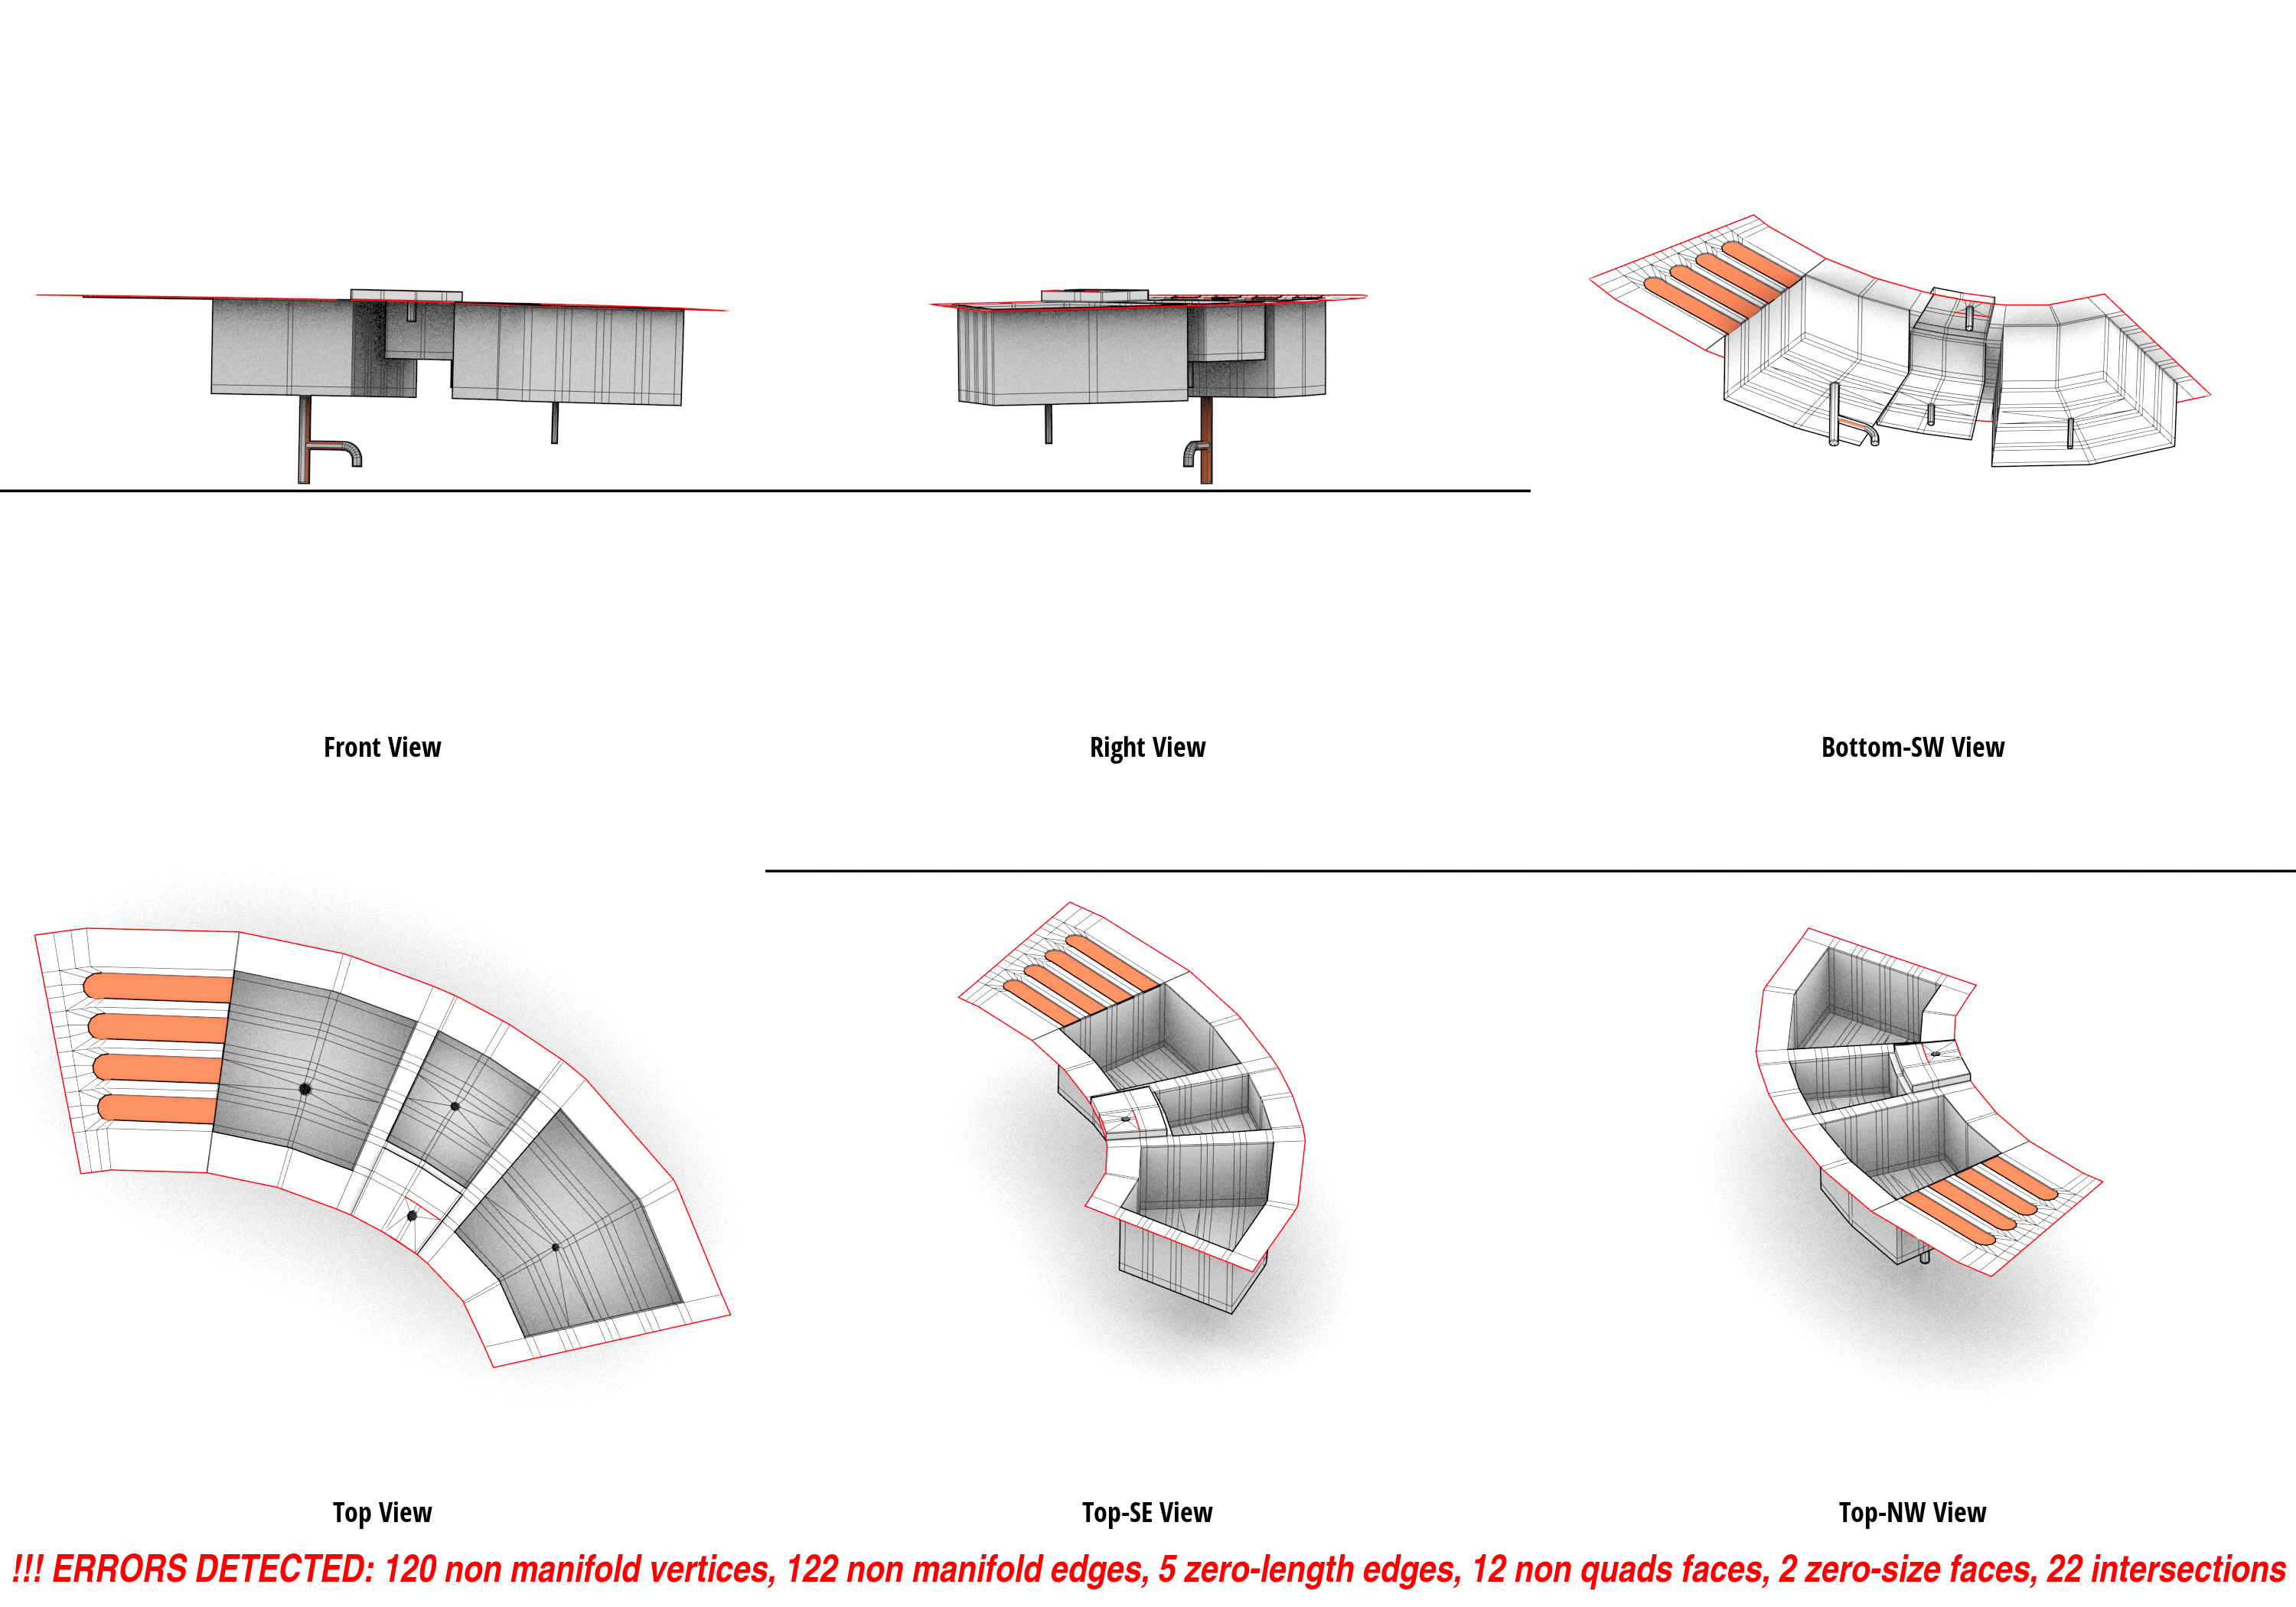 Front View
Right View
Bottom-SW View
Top View
Top-SE View
Top-NW View
!!! ERRORS DETECTED: 120 non manifold vertices, 122 non manifold edges, 5 zero-length edges, 12 non quads faces, 2 zero-size faces, 22 intersections